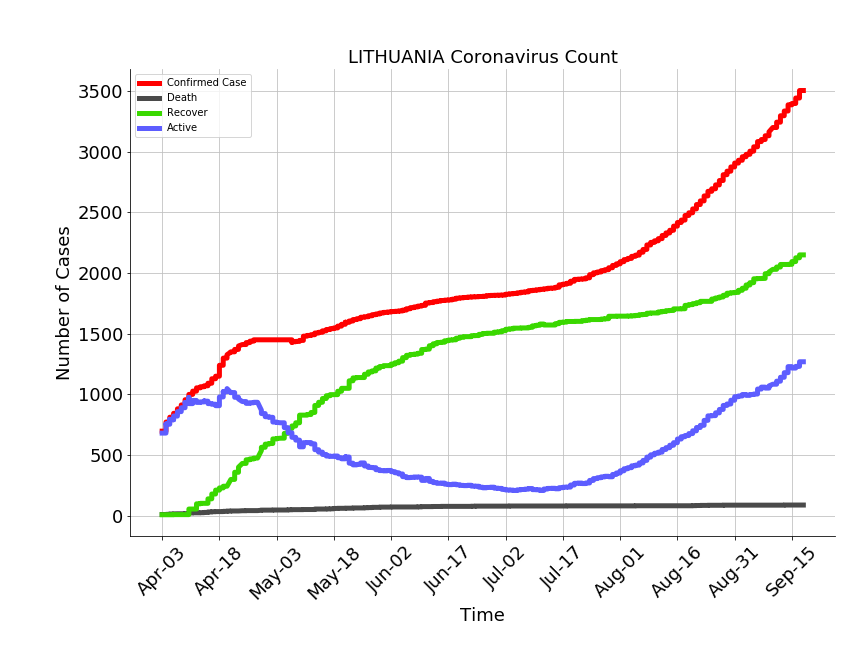 LITHUANIA Coronavirus Count
Confirmed Case
Death
Recover
Active
Number of Cases
3500
3000
2500
2000
1500
1000
500
0
Apr-03
Apr-18
May-03
May-18
Jun-02
Jun-17
Jul-02
Jul-17
Aug-01
Aug-16
Aug-31
Sep-15
Time